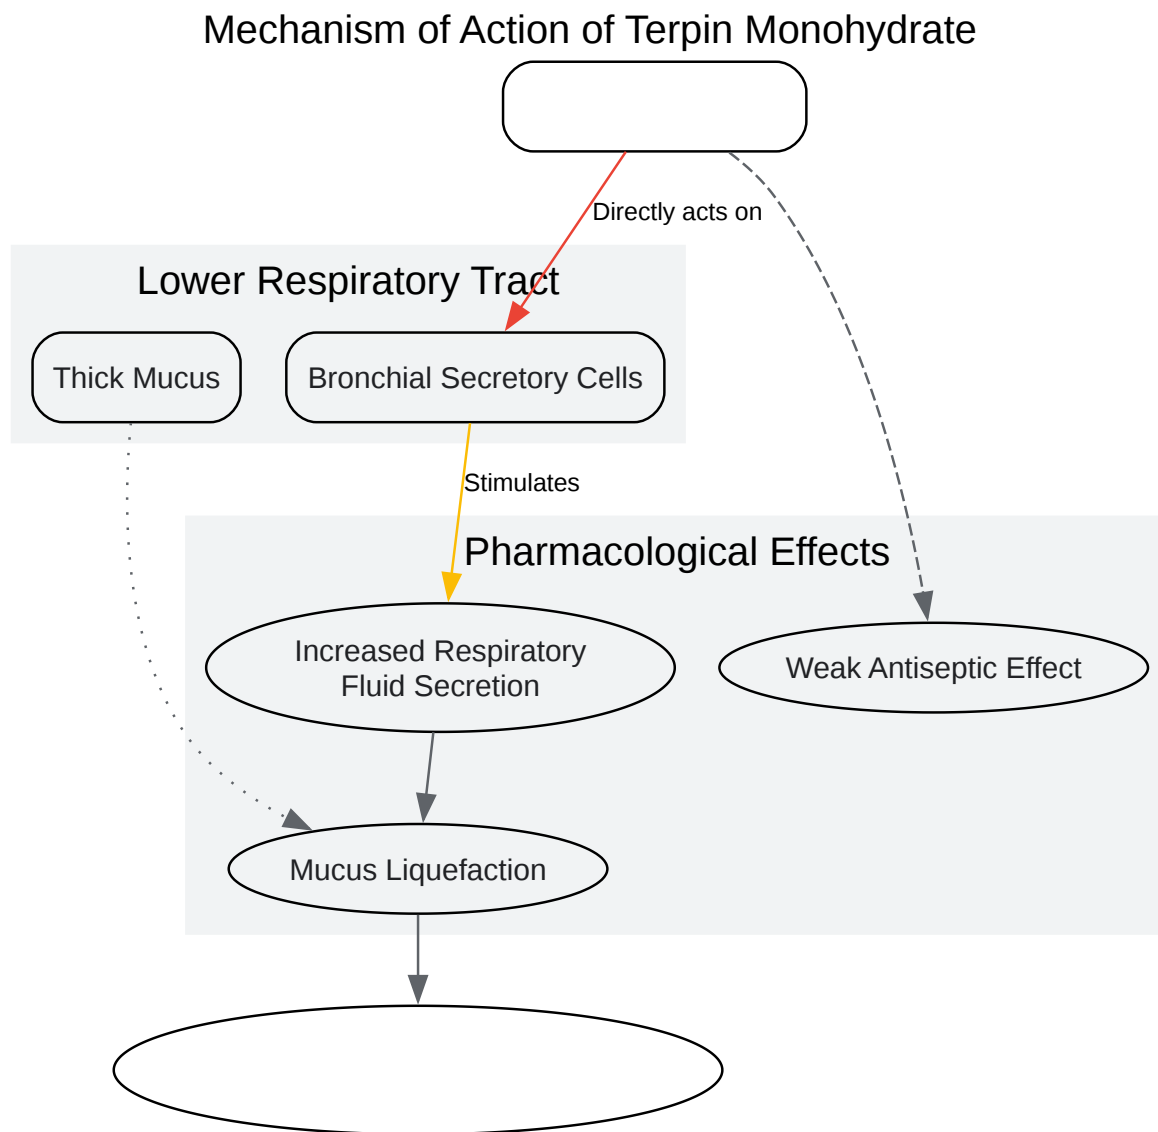 Mechanism of Action of Terpin Monohydrate
Directly acts on
Lower Respiratory Tract
Thick Mucus
Bronchial Secretory Cells
Stimulates
Pharmacological Effects
Increased Respiratory
Fluid Secretion
Weak Antiseptic Effect
Mucus Liquefaction